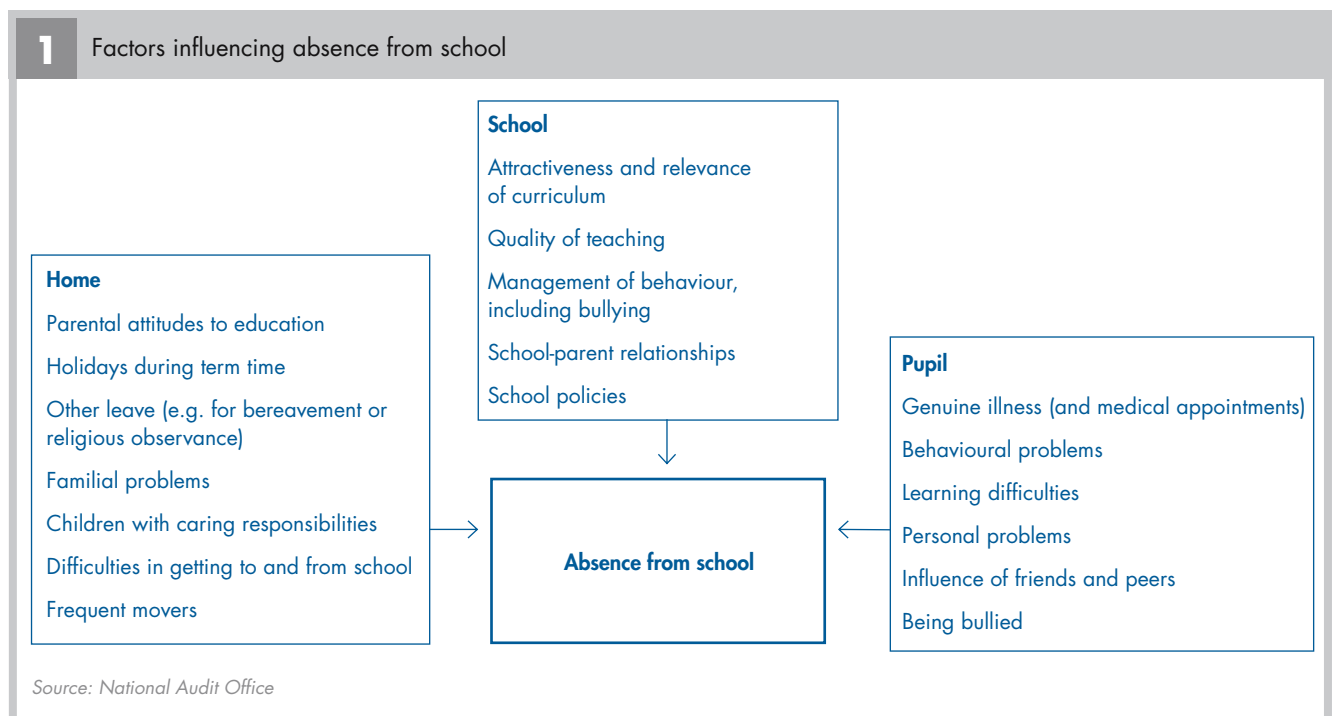 1
Factors influencing absence from school
School
Attractiveness and relevance
of curriculum
Quality of teaching
Management of behaviour,
including bullying
School-parent relationships
School policies
Home
Parental attitudes to education
Holidays during term time
Other leave (e.g. for bereavement or
religious observance)
Familial problems
Children with caring responsibilities
Difficulties in getting to and from school
Frequent movers
Pupil
Genuine illness (and medical appointments)
Behavioural problems
Learning difficulties
Personal problems
Influence of friends and peers
Being bullied
Absence from school
Source: National Audit Office